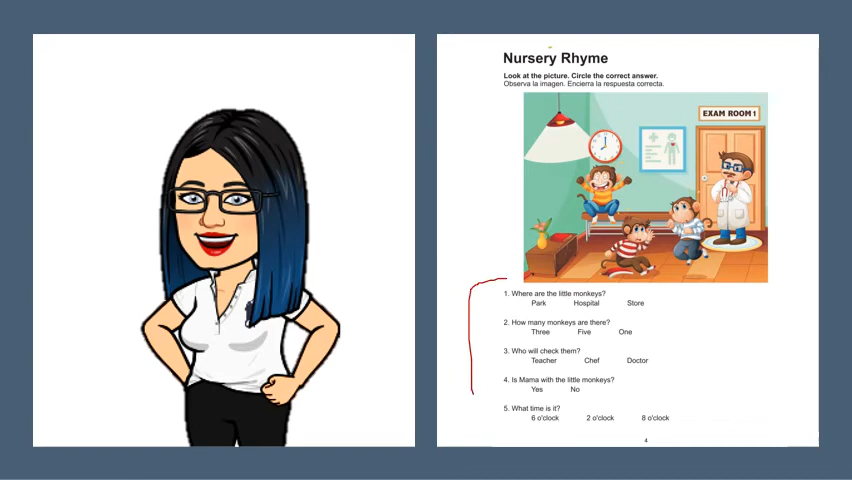 Nursery Rhyme
Look at the picture. Circle the correct answer.
Observa la imagen. Encierra la respuesta correcta.
EXAM ROOM 1
1. Where are the little monkeys?
Park Hospital Store
2. How many monkeys are there?
Three Five One
3. Who will check them?
Teacher Chef Doctor
4. Is Mama with the little monkeys?
Yes No
5. What time is it?
6 o'clock 2 o'clock 8 o'clock
4